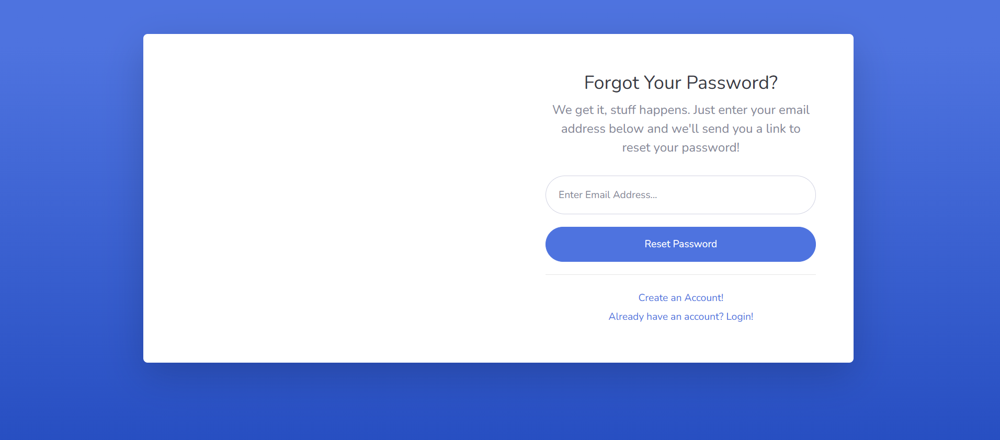 Forgot Your Password?
We get it, stuff happens. Just enter your email
address below and we'll send you a link to
reset your password!
Enter Email Address...
Reset Password
Create an Account!
Already have an account? Login!